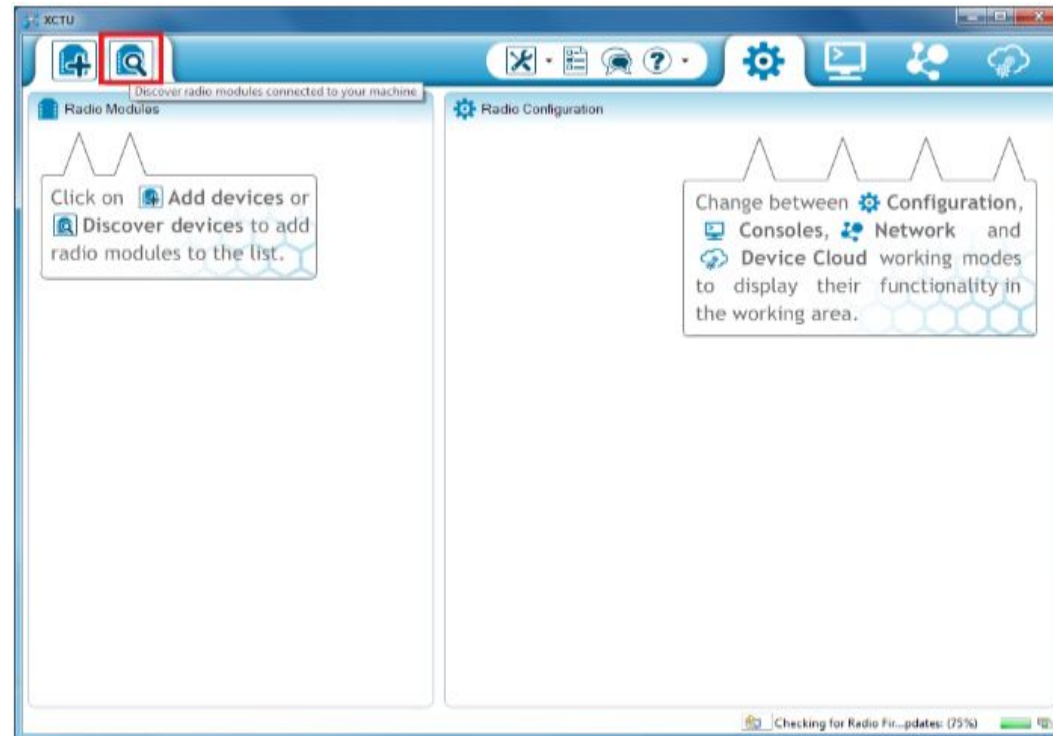 XCTU
Discover radio modules connected to your machine
Radio Modules
Radio Configuration
Click on Add devices or
Discover devices to add
radio modules to the list.
Change between Configuration,
Consoles, Network and
Device Cloud working modes
to display their functionality in
the working area.
Checking for Radio Fir...pdates: (75%)